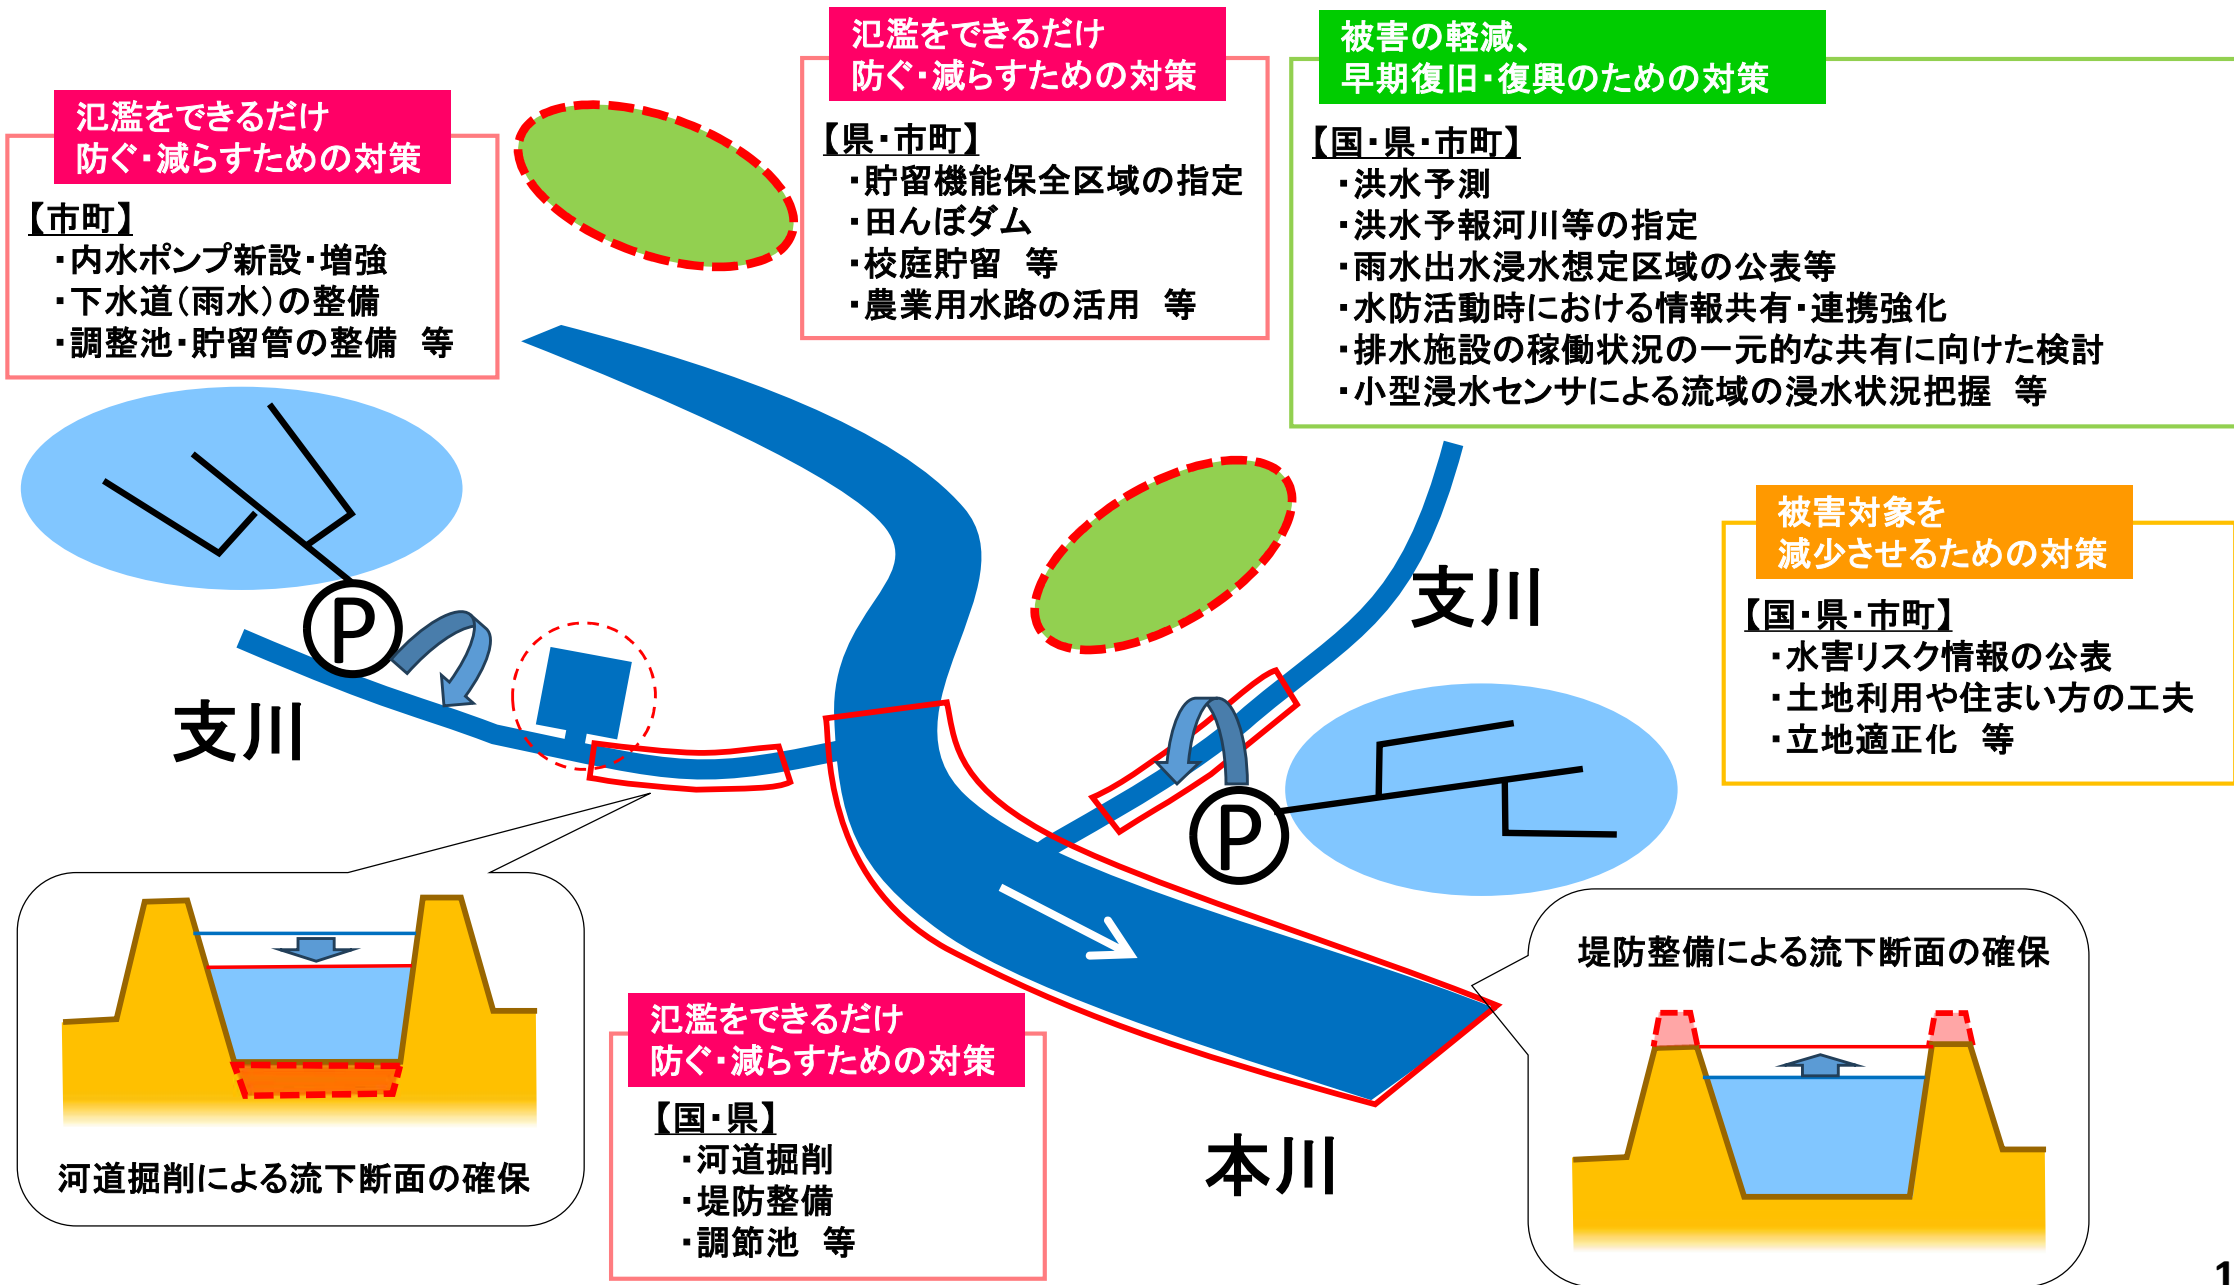 氾濫をできるだけ
防ぐ・減らすための対策
【市町】
・内水ポンプ新設・増強
・下水道（雨水）の整備
・調整池・貯留管の整備　等
氾濫をできるだけ
防ぐ・減らすための対策
【県・市町】
・貯留機能保全区域の指定
・田んぼダム
・校庭貯留　等
・農業用水路の活用　等
被害の軽減、
早期復旧・復興のための対策
【国・県・市町】
・洪水予測
・洪水予報河川等の指定
・雨水出水浸水想定区域の公表等
・水防活動時における情報共有・連携強化
・排水施設の稼働状況の一元的な共有に向けた検討
・小型浸水センサによる流域の浸水状況把握　等
被害対象を
減少させるための対策
【国・県・市町】
・水害リスク情報の公表
・土地利用や住まい方の工夫
・立地適正化　等
支川
P
支川
P
河道掘削による流下断面の確保
氾濫をできるだけ
防ぐ・減らすための対策
【国・県】
・河道掘削
・堤防整備
・調節池　等
本川
堤防整備による流下断面の確保
1